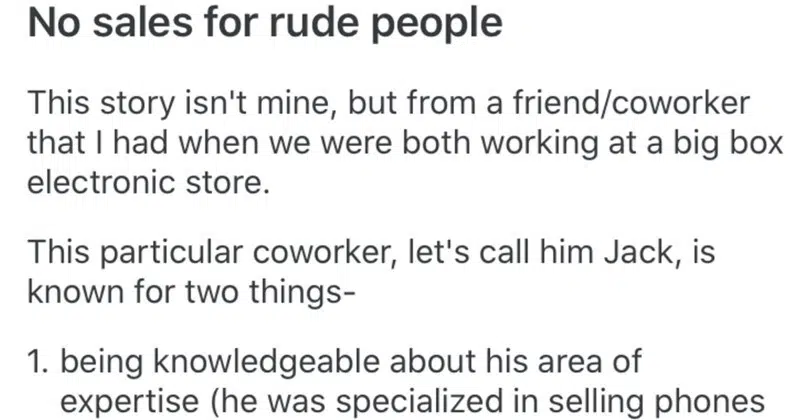 No sales for rude people
This story isn't mine, but from a friend/coworker
that I had when we were both working at a big box
electronic store.
This particular coworker, let's call him Jack, is
known for two things-
1. being knowledgeable about his area of
expertise (he was specialized in selling phones